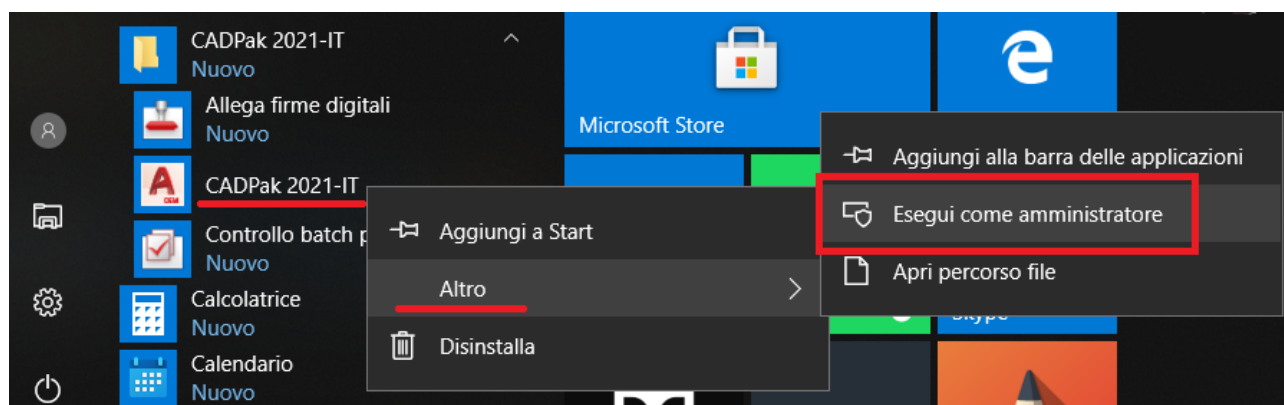 CADPak 2021-IT
Nuovo
Allega firme digitali
Nuovo
CADPak 2021-IT
Controllo batch
Nuovo
Calcolatrice
Nuovo
Calendario
Nuovo
Aggiungi a Start
Altro
Disinstalla
Microsoft Store
Aggiungi alla barra delle applicazioni
Esegui come amministratore
Apri percorso file
Skype